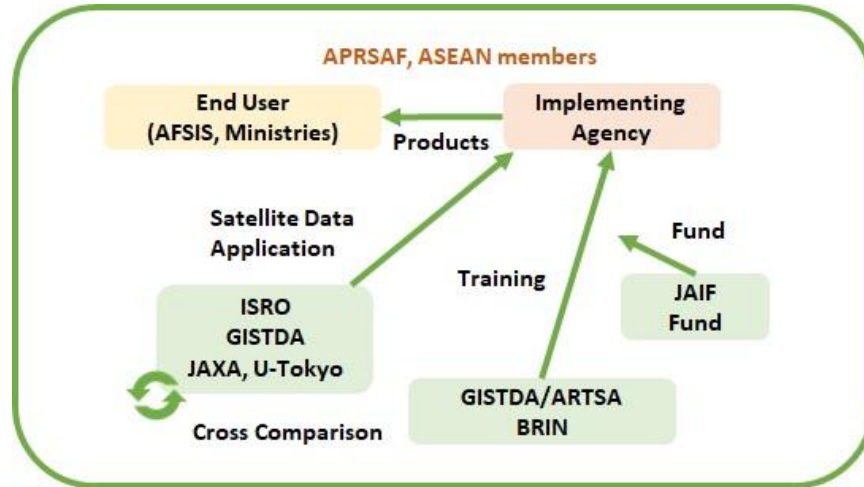 APRSAF, ASEAN members
End User
(AFSIS, Ministries)
Implementing
Agency
Products
Satellite Data
Application
Fund
Training
JAIF
Fund
ISRO
GISTDA
JAXA, U-Tokyo
GISTDA/ARTSA
BRIN
Cross Comparison